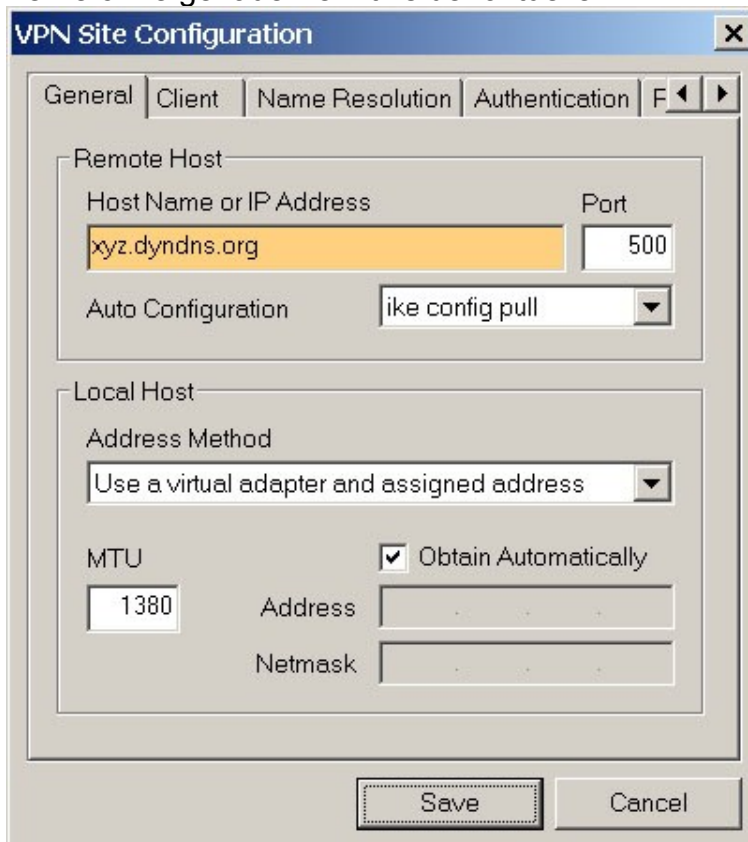 VPN Site Configuration
General Client Name Resolution Authentication
Remote Host
Host Name or IP Address Port
xyz.dyndns.org 500
Auto Configuration ike config pull
Local Host
Address Method
Use a virtual adapter and assigned address
MTU Obtain Automatically
1380 Address . . .
Netmask . . .
Save Cancel